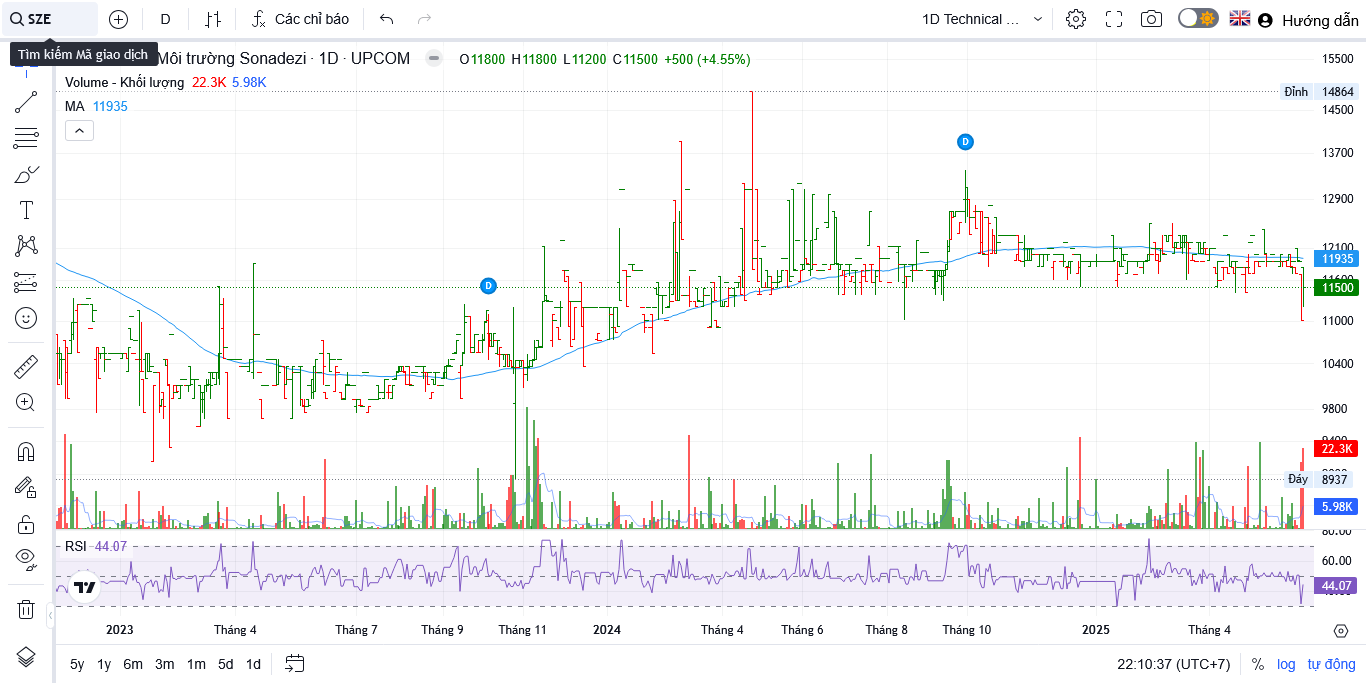 SZE D Các chỉ báo 1D Technical ... Hướng dẫn
Tìm kiếm Mã giao dịch
Môi trường Sonadezi · 1D · UPCOM O11800 H11800 L11200 C11500 +500 (+4.55%)
Volume - Khối lượng 22.3K 5.98K
MA 11935
15500
Đỉnh 14864
14500
13700
12900
12100
11935
11600
11500
11000
10400
9800
9400
22.3K
Đáy 8937
5.98K
D
D
80.00
RSI 44.07
60.00
44.07
2023 Tháng 4 Tháng 7 Tháng 9 Tháng 11 2024 Tháng 4 Tháng 6 Tháng 8 Tháng 10 2025 Tháng 4
5y 1y 6m 3m 1m 5d 1d 22:10:37 (UTC+7) % log tự động